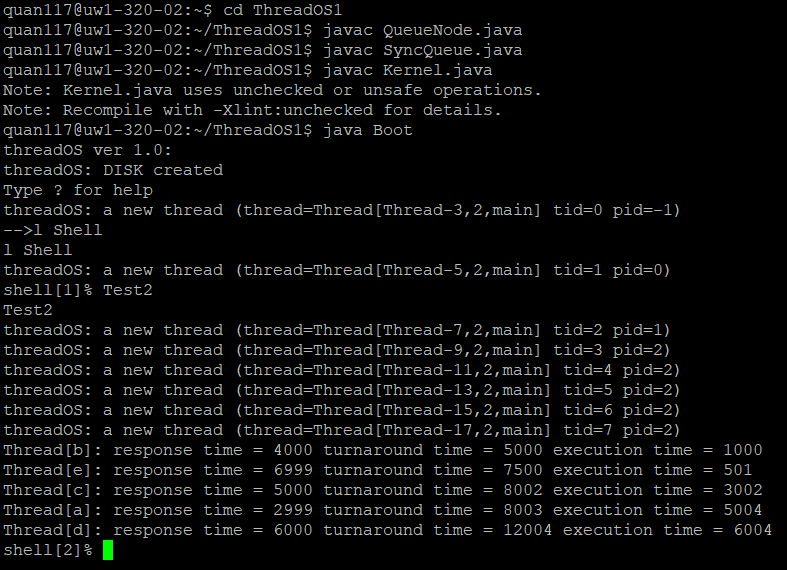 quan117@uw1-320-02:~$ cd ThreadOS1
quan117@uw1-320-02:~/ThreadOS1$ javac QueueNode.java
quan117@uw1-320-02:~/ThreadOS1$ javac SyncQueue.java
quan117@uw1-320-02:~/ThreadOS1$ javac Kernel.java
Note: Kernel.java uses unchecked or unsafe operations.
Note: Recompile with -Xlint:unchecked for details.
quan117@uw1-320-02:~/ThreadOS1$ java Boot
threadOS ver 1.0:
threadOS: DISK created
Type ? for help
threadOS: a new thread (thread=Thread[Thread-3,2,main] tid=0 pid=-1)
-->l Shell
l Shell
threadOS: a new thread (thread=Thread[Thread-5,2,main] tid=1 pid=0)
shell[1]% Test2
Test2
threadOS: a new thread (thread=Thread[Thread-7,2,main] tid=2 pid=1)
threadOS: a new thread (thread=Thread[Thread-9,2,main] tid=3 pid=2)
threadOS: a new thread (thread=Thread[Thread-11,2,main] tid=4 pid=2)
threadOS: a new thread (thread=Thread[Thread-13,2,main] tid=5 pid=2)
threadOS: a new thread (thread=Thread[Thread-15,2,main] tid=6 pid=2)
threadOS: a new thread (thread=Thread[Thread-17,2,main] tid=7 pid=2)
Thread[b]: response time = 4000 turnaround time = 5000 execution time = 1000
Thread[e]: response time = 6999 turnaround time = 7500 execution time = 501
Thread[c]: response time = 5000 turnaround time = 8002 execution time = 3002
Thread[a]: response time = 2999 turnaround time = 8003 execution time = 5004
Thread[d]: response time = 6000 turnaround time = 12004 execution time = 6004
shell[2]%